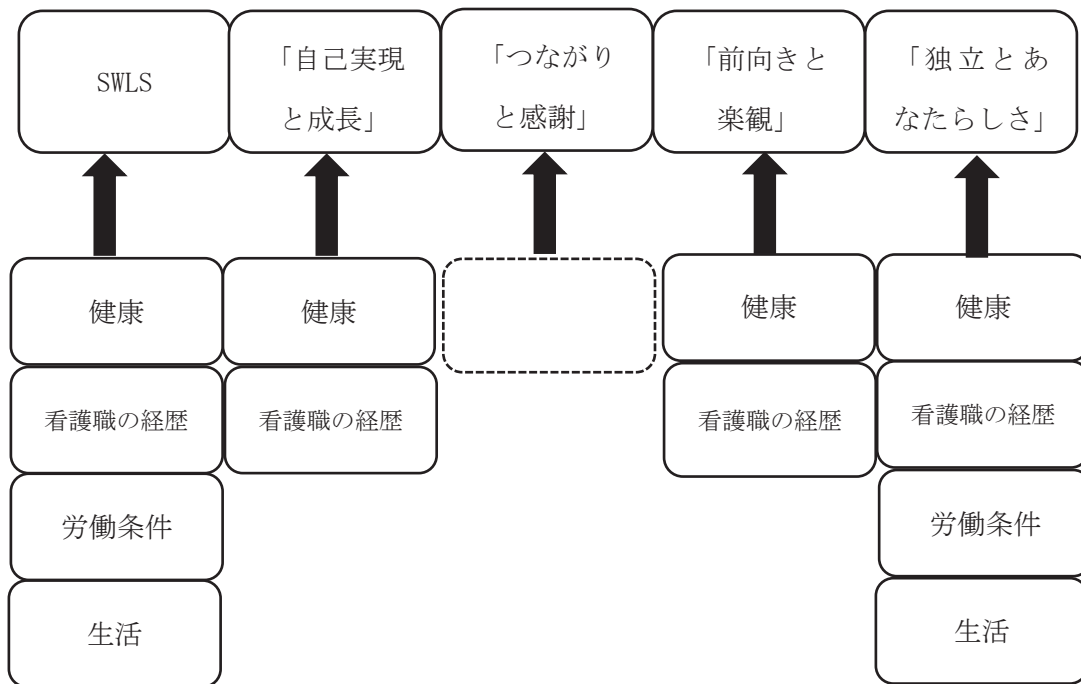 SWLS
「自己実現
と成長」
「つながり
と感謝」
「前向きと
楽観」
「独立とあ
なたらしさ」
健康
健康
健康
健康
看護職の経歴
看護職の経歴
看護職の経歴
看護職の経歴
労働条件
労働条件
生活
生活